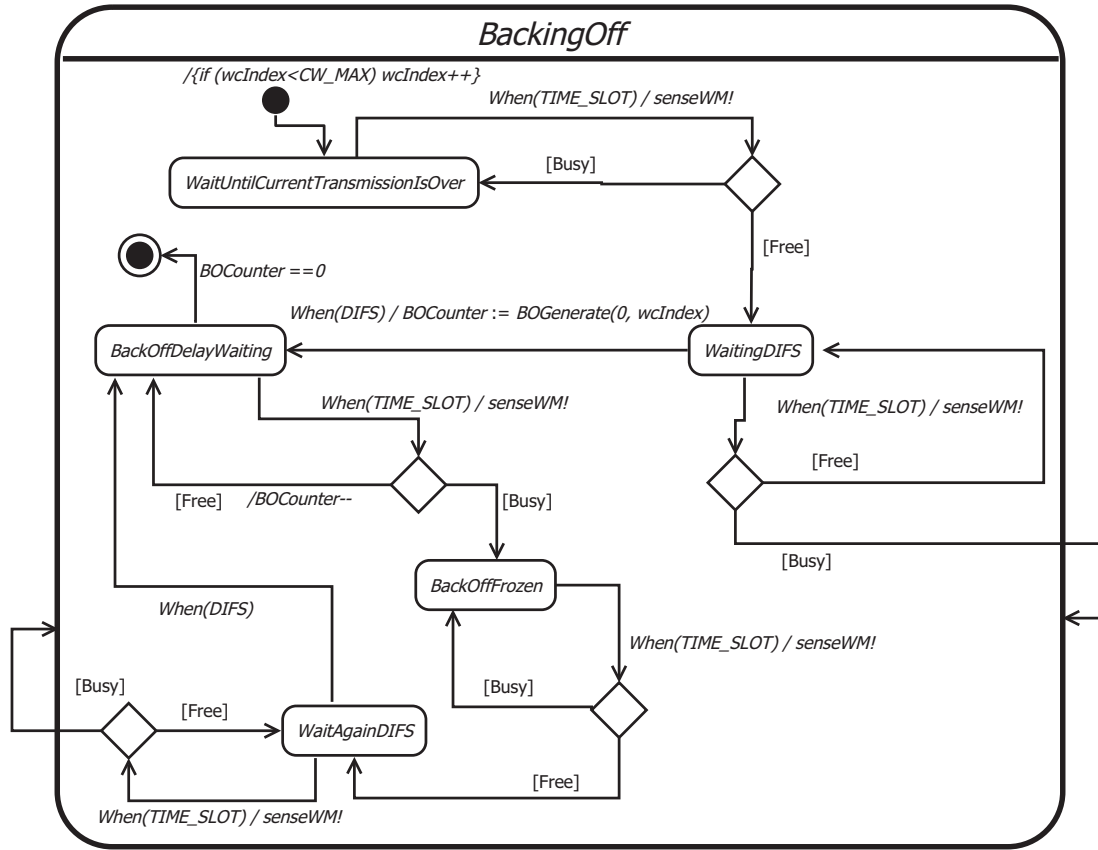 BackingOff
/{if (wcIndex<CW_MAX) wcIndex++}
When(TIME_SLOT) / senseWM!
[Busy]
WaitUntilCurrentTransmissionIsOver
[Free]
BOCounter ==0
When(DIFS) / BOCounter := BOGenerate(0, wcIndex)
BackOffDelayWaiting
WaitingDIFS
When(TIME_SLOT) / senseWM!
When(TIME_SLOT) / senseWM!
[Free]
[Free]
/BOCounter--
[Busy]
[Busy]
BackOffFrozen
When(DIFS)
When(TIME_SLOT) / senseWM!
[Busy]
[Busy]
[Free]
WaitAgainDIFS
[Free]
When(TIME_SLOT) / senseWM!